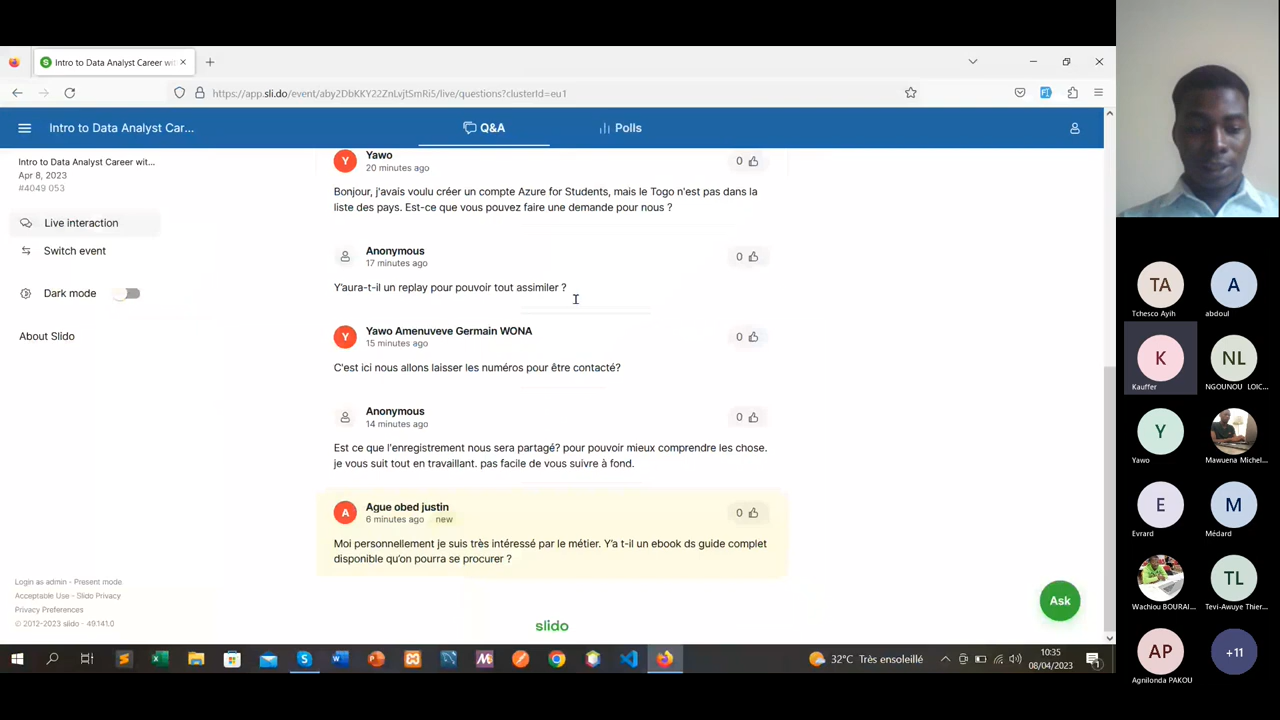 Intro to Data Analyst Career wit
https://app.sli.do/event/aby2DbKKY22ZnLvjtSmRi5/live/questions?clusterId=eu1
Intro to Data Analyst Car...
Q&A
Polls
Intro to Data Analyst Career wit...
Apr 8, 2023
#4049 053
Live interaction
Switch event
Dark mode
About Slido
Login as admin - Present mode
Acceptable Use - Slido Privacy
Privacy Preferences
© 2012-2023 slido - 49.141.0
Y
Yawo
20 minutes ago
0
Bonjour, j'avais voulu créer un compte Azure for Students, mais le Togo n'est pas dans la
liste des pays. Est-ce que vous pouvez faire une demande pour nous ?
Anonymous
17 minutes ago
0
Y'aura-t-il un replay pour pouvoir tout assimiler ?
Y
Yawo Amenuveve Germain WONA
15 minutes ago
0
C'est ici nous allons laisser les numéros pour être contacté?
Anonymous
14 minutes ago
0
Est ce que l'enregistrement nous sera partagé? pour pouvoir mieux comprendre les chose.
je vous suit tout en travaillant. pas facile de vous suivre à fond.
A
Ague obed justin
6 minutes ago new
0
Moi personnellement je suis très intéressé par le métier. Y'a t-il un ebook ds guide complet
disponible qu'on pourra se procurer ?
Ask
slido
32°C Très ensoleillé
10:35
08/04/2023
1
TA
Tchesco Ayih
A
abdoul
K
Kauffer
NL
NGOUNOU LOIC...
Y
Yawo
Mawuena Michel...
E
Evrard
M
Médard
Wachiou BOURAI...
TL
Tevi-Awuye Thier...
AP
Agnilonda PAKOU
+11